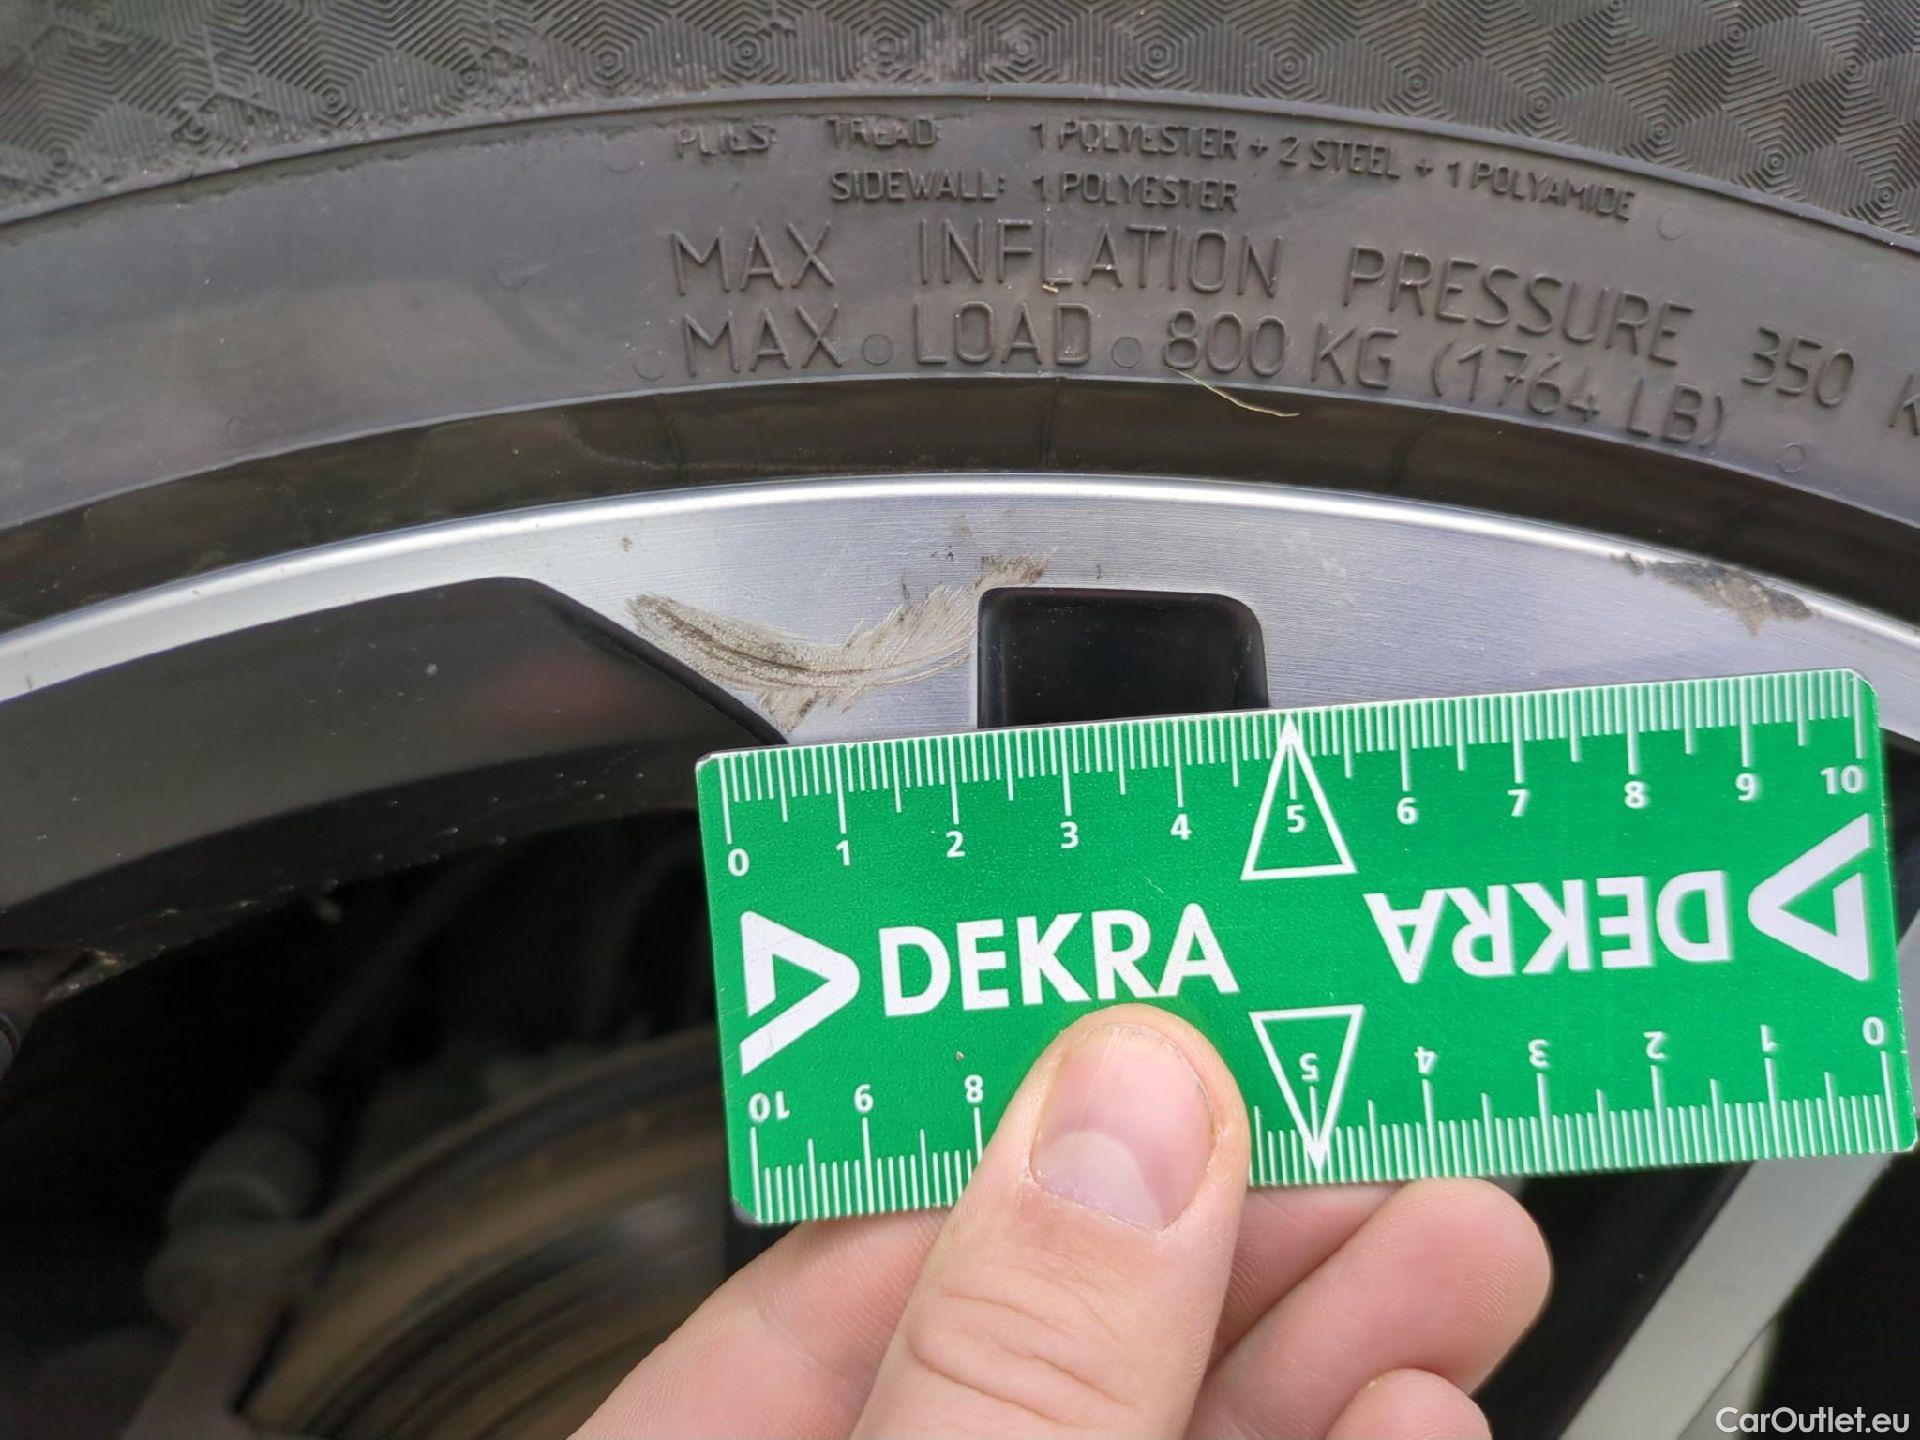 PLIES: TREAD: 1 POLYESTER + 2 STEEL + 1 POLYAMIDE
SIDEWALL: 1 POLYESTER
MAX INFLATION PRESSURE 350 K
MAX LOAD 800 KG (1764 LB)
0 1 2 3 4 5 6 7 8 9 10
DEKRA DEKRA
10 9 8 5 4 3 2 1 0
CarOutlet.eu